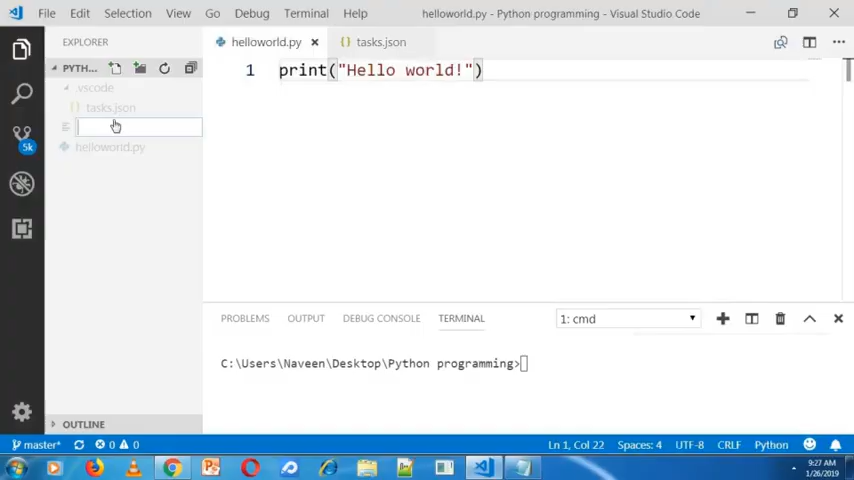 File Edit Selection View Go Debug Terminal Help helloworld.py - Python programming - Visual Studio Code
EXPLORER
helloworld.py
tasks.json
PYTH...
vscode
tasks.json
helloworld.py
1 print("Hello world!")
5k
PROBLEMS OUTPUT DEBUG CONSOLE TERMINAL 1: cmd
C:\Users\Naveen\Desktop\Python programming>
OUTLINE
master* 0 0 Ln 1, Col 22 Spaces: 4 UTF-8 CRLF Python
9:27 AM
1/26/2019